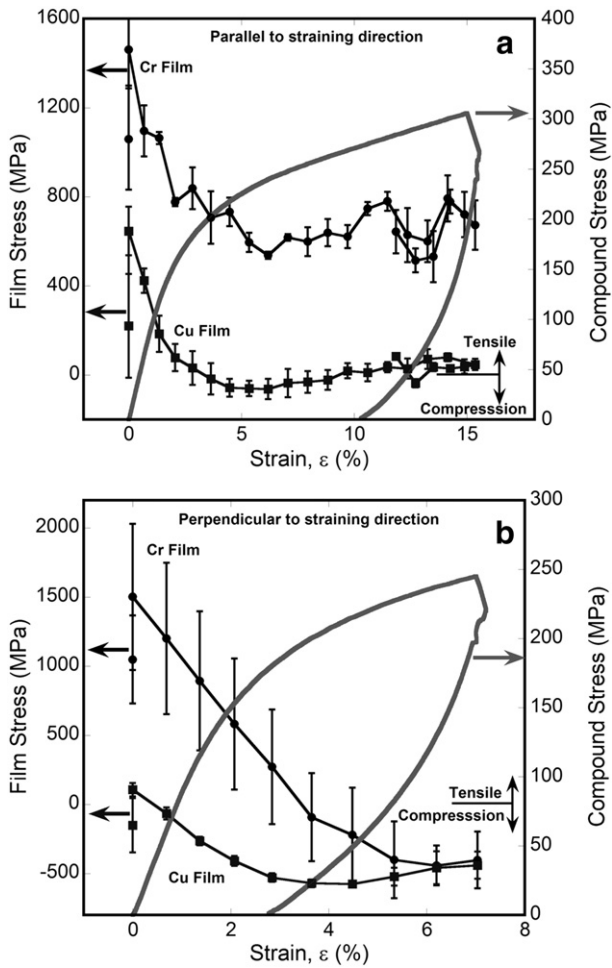 Parallel to straining direction
a
Cr Film
Cu Film
Tensile
Compresssion
Film Stress (MPa)
1600
1200
800
400
0
Compound Stress (MPa)
400
350
300
250
200
150
100
50
0
0 5 10 15
Strain, ε (%)
Perpendicular to straining direction
b
Cr Film
Cu Film
Tensile
Compresssion
Film Stress (MPa)
2000
1500
1000
500
0
-500
Compound Stress (MPa)
300
250
200
150
100
50
0
0 2 4 6 8
Strain, ε (%)